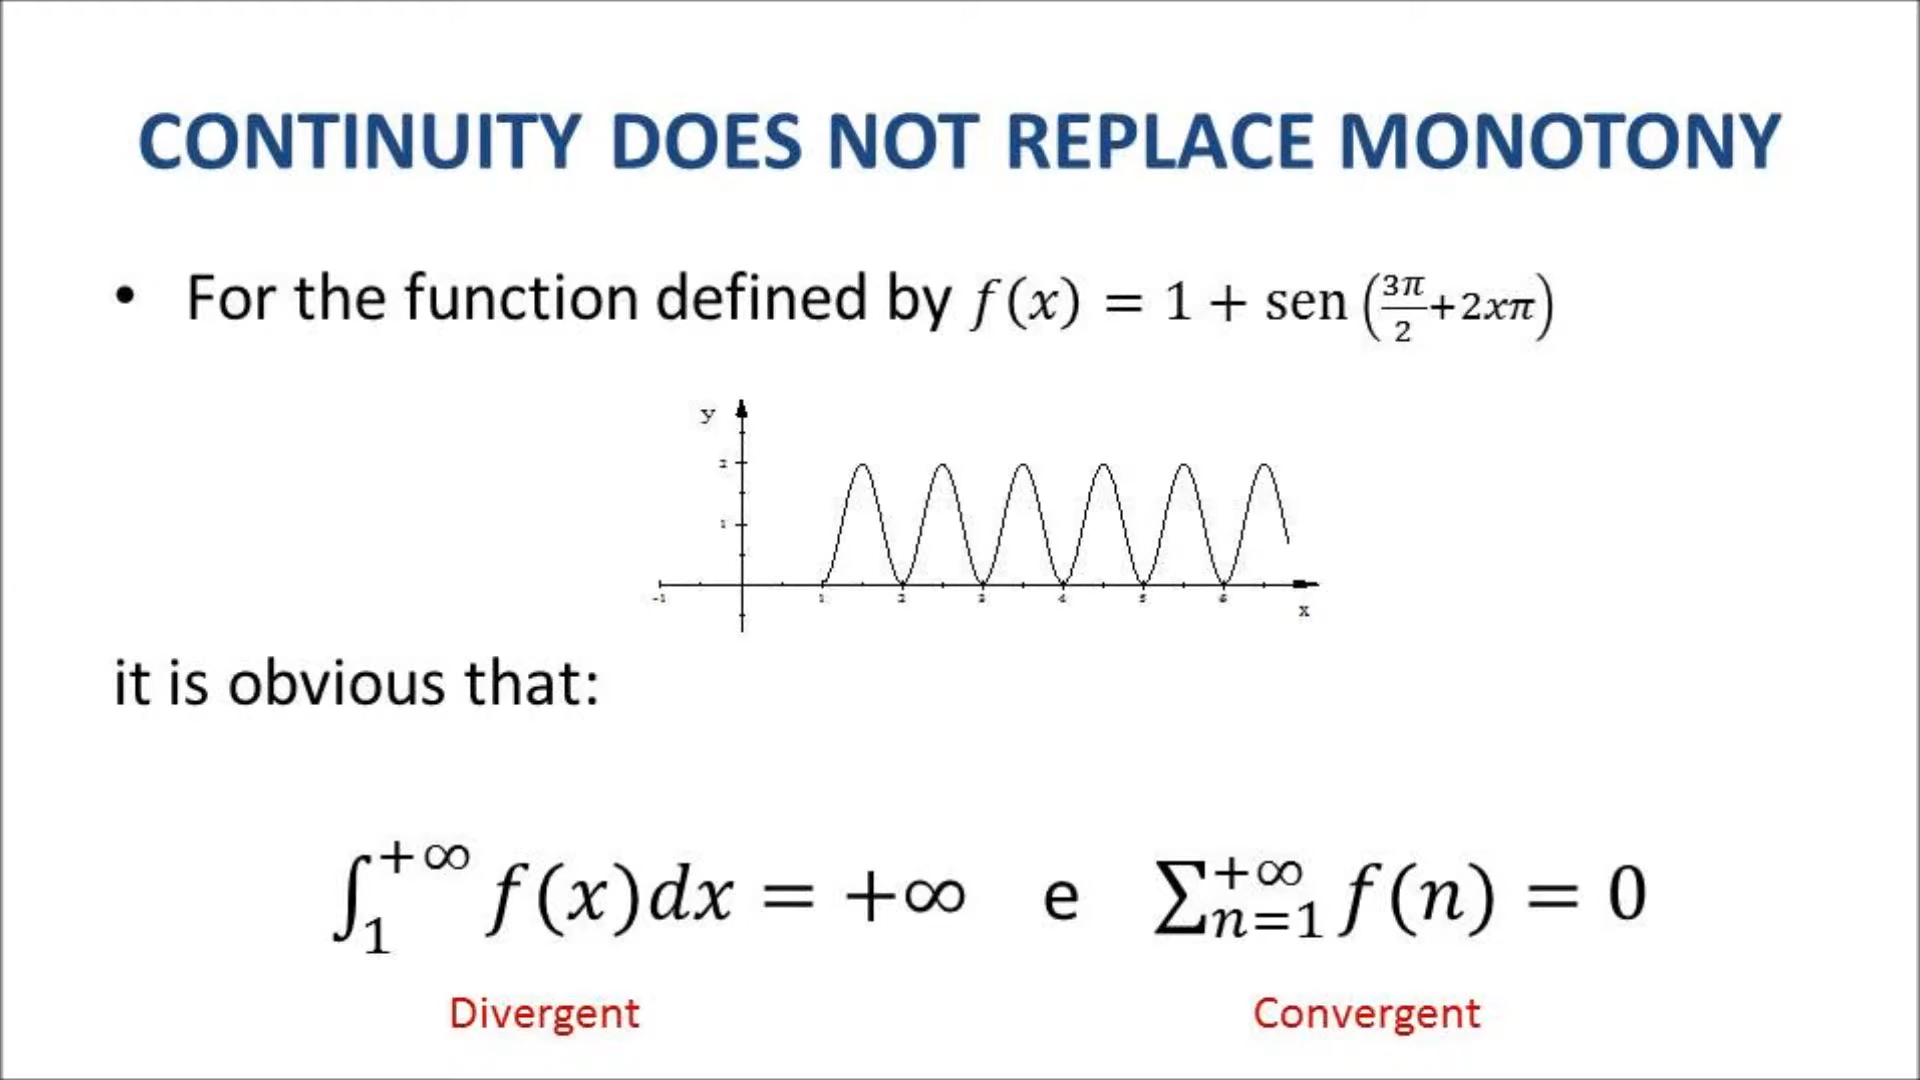 CONTINUITY DOES NOT REPLACE MONOTONY
• For the function defined by f(x) = 1 + sen (3π/2 + 2xπ)
y
2
1
-1 1 2 3 4 5 6
x
it is obvious that:
∫₁^{+∞} f(x)dx = +∞ e ∑_{n=1}^{+∞} f(n) = 0
Divergent Convergent